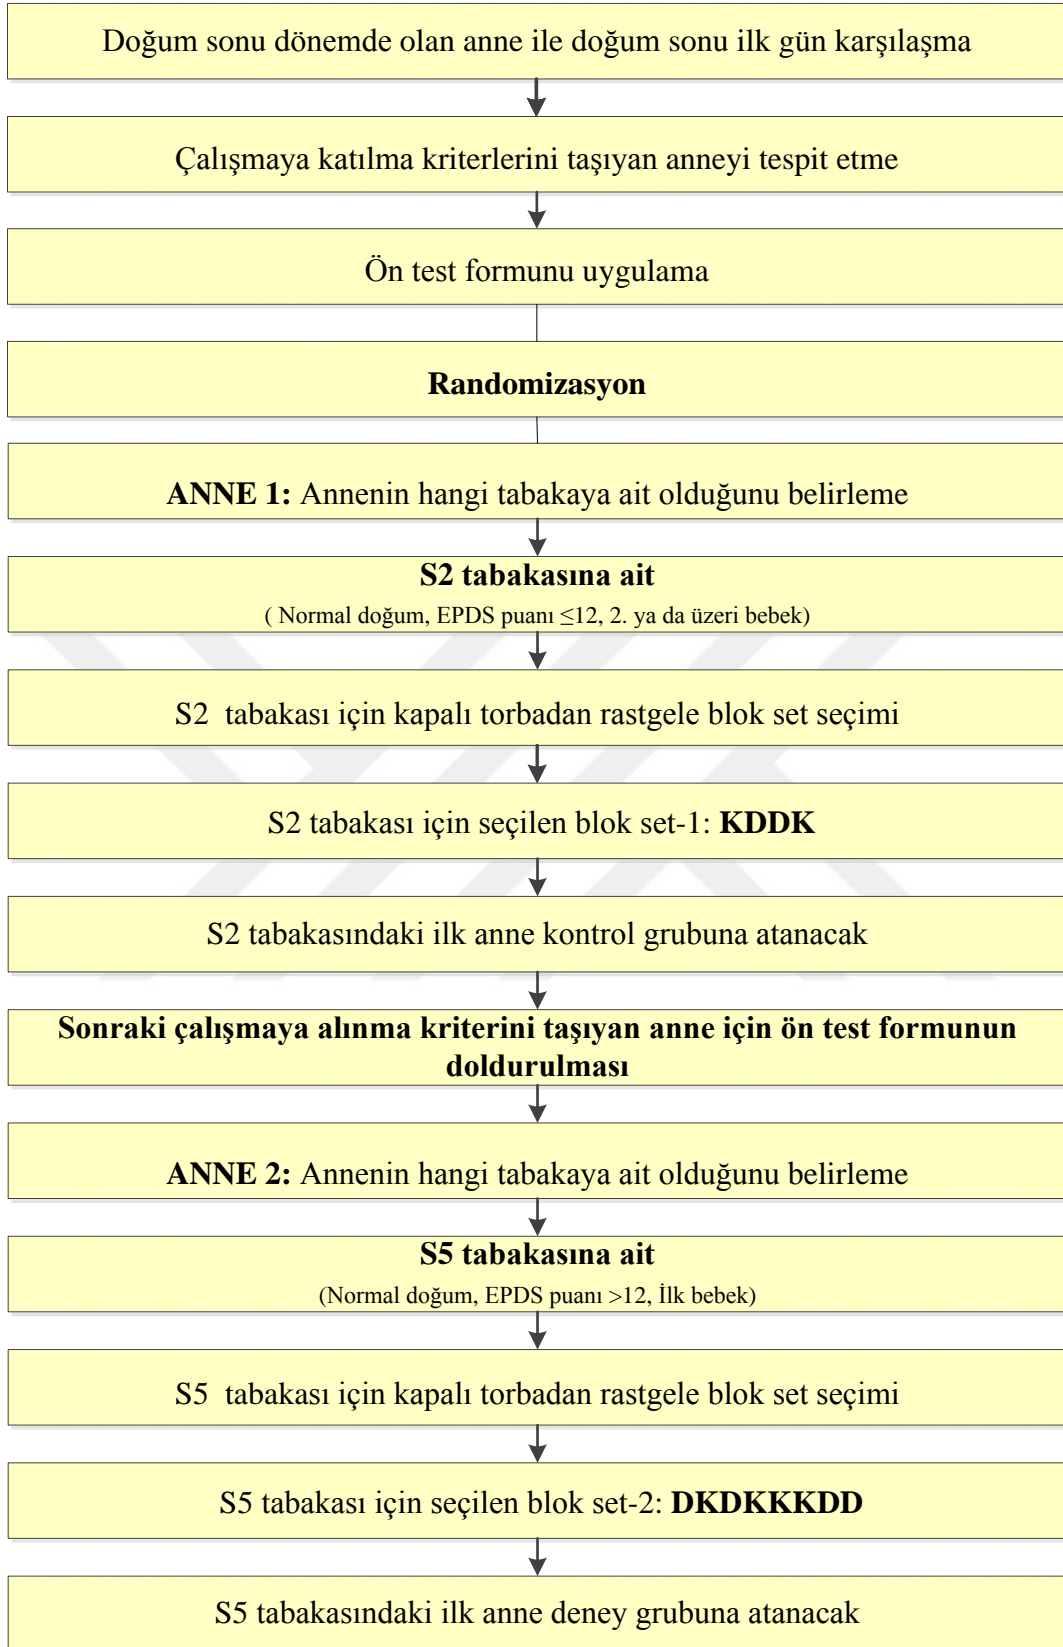 Doğum sonu dönemde olan anne ile doğum sonu ilk gün karşılaşma
Çalışmaya katılma kriterlerini taşıyan anneyi tespit etme
Ön test formunu uygulama
Randomizasyon
ANNE 1: Annenin hangi tabakaya ait olduğunu belirleme
S2 tabakasına ait
( Normal doğum, EPDS puanı ≤12, 2. ya da üzeri bebek)
S2 tabakası için kapalı torbadan rastgele blok set seçimi
S2 tabakası için seçilen blok set-1: KDDK
S2 tabakasındaki ilk anne kontrol grubuna atanacak
Sonraki çalışmaya alınma kriterini taşıyan anne için ön test formunun
doldurulması
ANNE 2: Annenin hangi tabakaya ait olduğunu belirleme
S5 tabakasına ait
(Normal doğum, EPDS puanı >12, İlk bebek)
S5 tabakası için kapalı torbadan rastgele blok set seçimi
S5 tabakası için seçilen blok set-2: DKDKKKDD
S5 tabakasındaki ilk anne deney grubuna atanacak